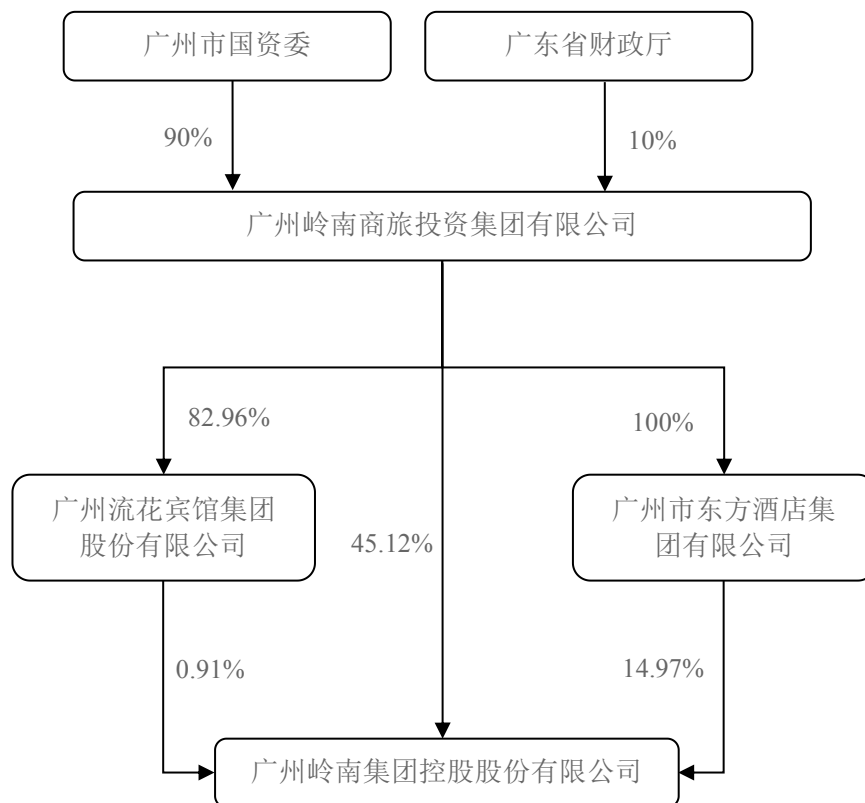 广州市国资委
广东省财政厅
90%
10%
广州岭南商旅投资集团有限公司
82.96%
100%
广州流花宾馆集团
股份有限公司
45.12%
广州市东方酒店集
团有限公司
0.91%
14.97%
广州岭南集团控股股份有限公司